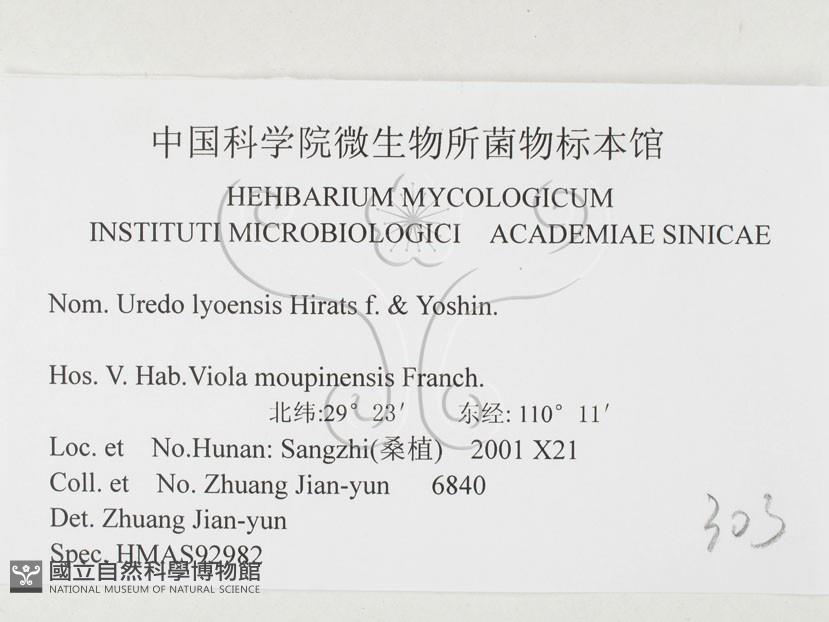 中国科学院微生物所菌物标本馆
HEHBARIUM MYCOLOGICUM
INSTITUTI MICROBIOLOGICI ACADEMIAE SINICAE
Nom. Uredo lyoensis Hirats f. & Yoshin.
Hos. V. Hab.Viola moupinensis Franch.
北纬:29° 23′ 东经: 110° 11′
Loc. et No.Hunan: Sangzhi(桑植) 2001 X21
Coll. et No. Zhuang Jian-yun 6840
Det. Zhuang Jian-yun
Spec. HMAS92982
303
國立自然科學博物館
NATIONAL MUSEUM OF NATURAL SCIENCE